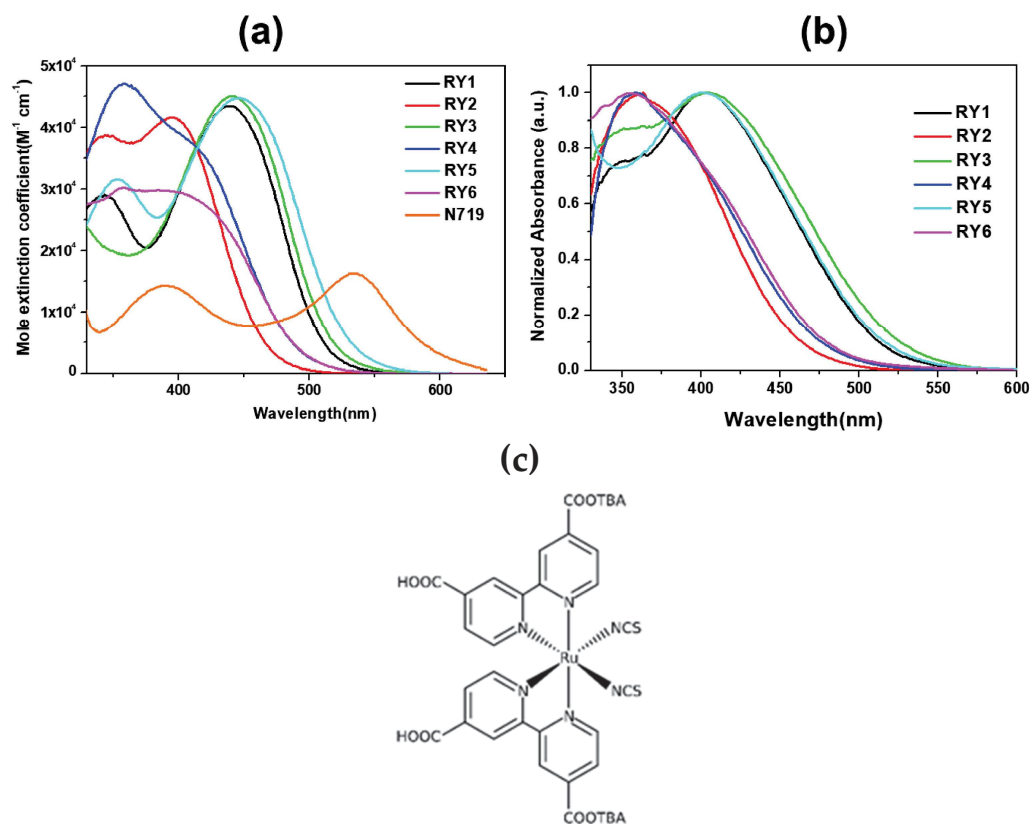 (a)
Mole extinction coefficient(M⁻¹ cm⁻¹)
5x10⁴
4x10⁴
3x10⁴
2x10⁴
1x10⁴
0
400
500
600
Wavelength(nm)
RY1
RY2
RY3
RY4
RY5
RY6
N719
(b)
Normalized Absorbance (a.u.)
1.0
0.8
0.6
0.4
0.2
0.0
350
400
450
500
550
600
Wavelength(nm)
RY1
RY2
RY3
RY4
RY5
RY6
(c)
COOTBA
HOOC
N
N
NCS
Ru
NCS
N
N
HOOC
COOTBA